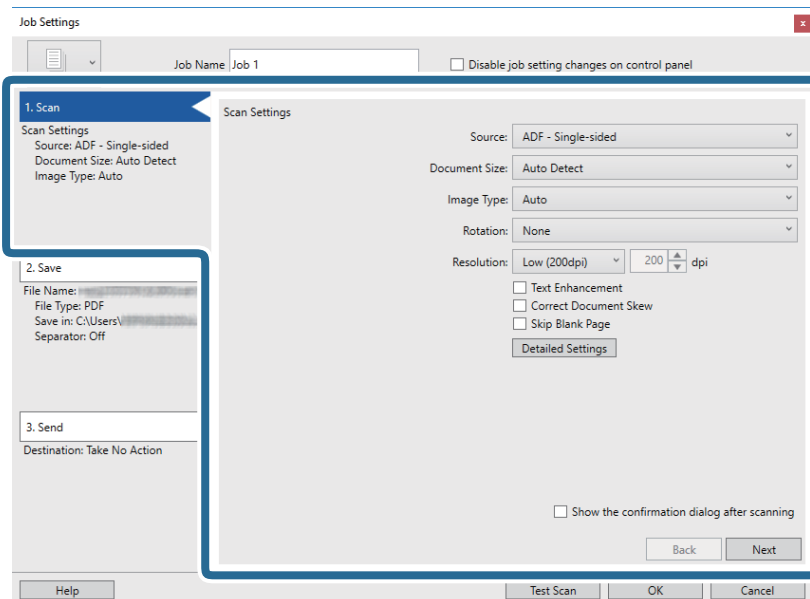 Job Settings
x
Job Name Job 1
Disable job setting changes on control panel
1. Scan
Scan Settings
Source: ADF - Single-sided
Document Size: Auto Detect
Image Type: Auto
2. Save
File Name:
File Type: PDF
Save in: C:\Users\
Separator: Off
3. Send
Destination: Take No Action
Scan Settings
Source: ADF - Single-sided
Document Size: Auto Detect
Image Type: Auto
Rotation: None
Resolution: Low (200dpi) 200 dpi
Text Enhancement
Correct Document Skew
Skip Blank Page
Detailed Settings
Show the confirmation dialog after scanning
Back Next
Help Test Scan OK Cancel